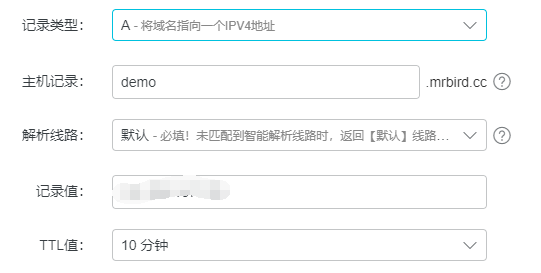 记录类型： A - 将域名指向一个IPV4地址
主机记录： demo .mrbird.cc ?
解析线路： 默认 - 必填！未匹配到智能解析线路时，返回【默认】线路... ?
记录值：
TTL值： 10 分钟